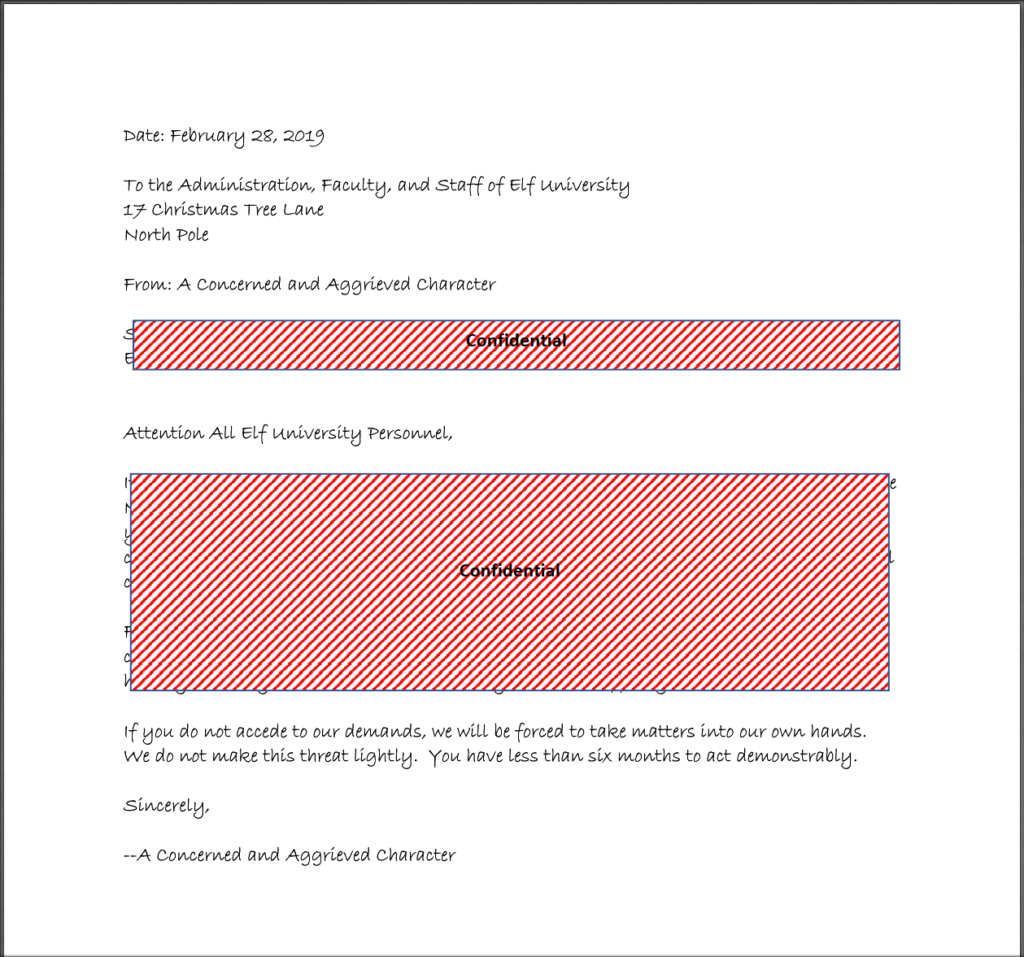 Date: February 28, 2019
To the Administration, Faculty, and Staff of Elf University
17 Christmas Tree Lane
North Pole
From: A Concerned and Aggrieved Character
Confidential
Attention All Elf University Personnel,
Confidential
If you do not accede to our demands, we will be forced to take matters into our own hands.
We do not make this threat lightly.  You have less than six months to act demonstrably.
Sincerely,
--A Concerned and Aggrieved Character